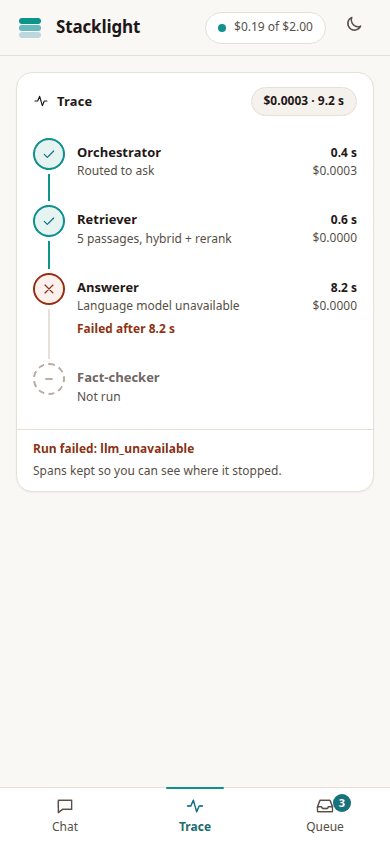 Stacklight
$0.19 of $2.00
Trace
$0.0003 · 9.2 s
Orchestrator
0.4 s
Routed to ask
$0.0003
Retriever
0.6 s
5 passages, hybrid + rerank
$0.0000
Answerer
8.2 s
Language model unavailable
$0.0000
Failed after 8.2 s
Fact-checker
Not run
Run failed: llm_unavailable
Spans kept so you can see where it stopped.
3
Chat
Trace
Queue